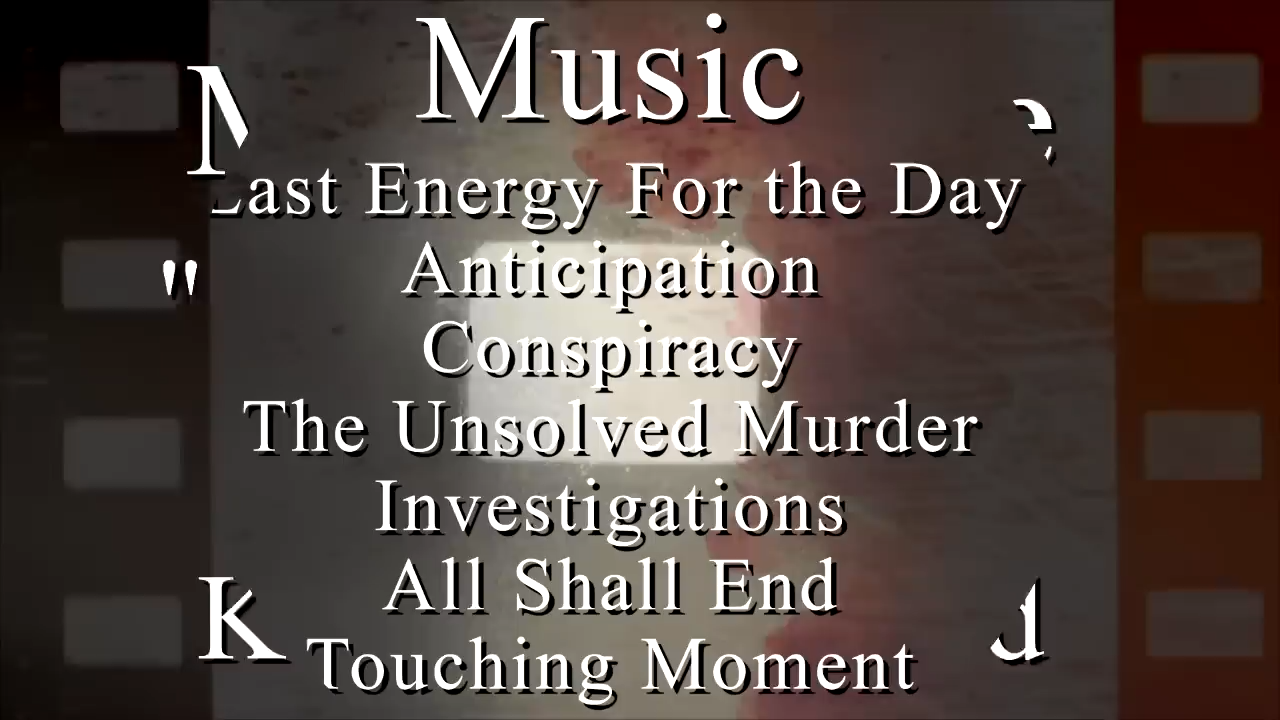 Music
Last Energy For the Day
Anticipation
Conspiracy
The Unsolved Murder
Investigations
All Shall End
Touching Moment